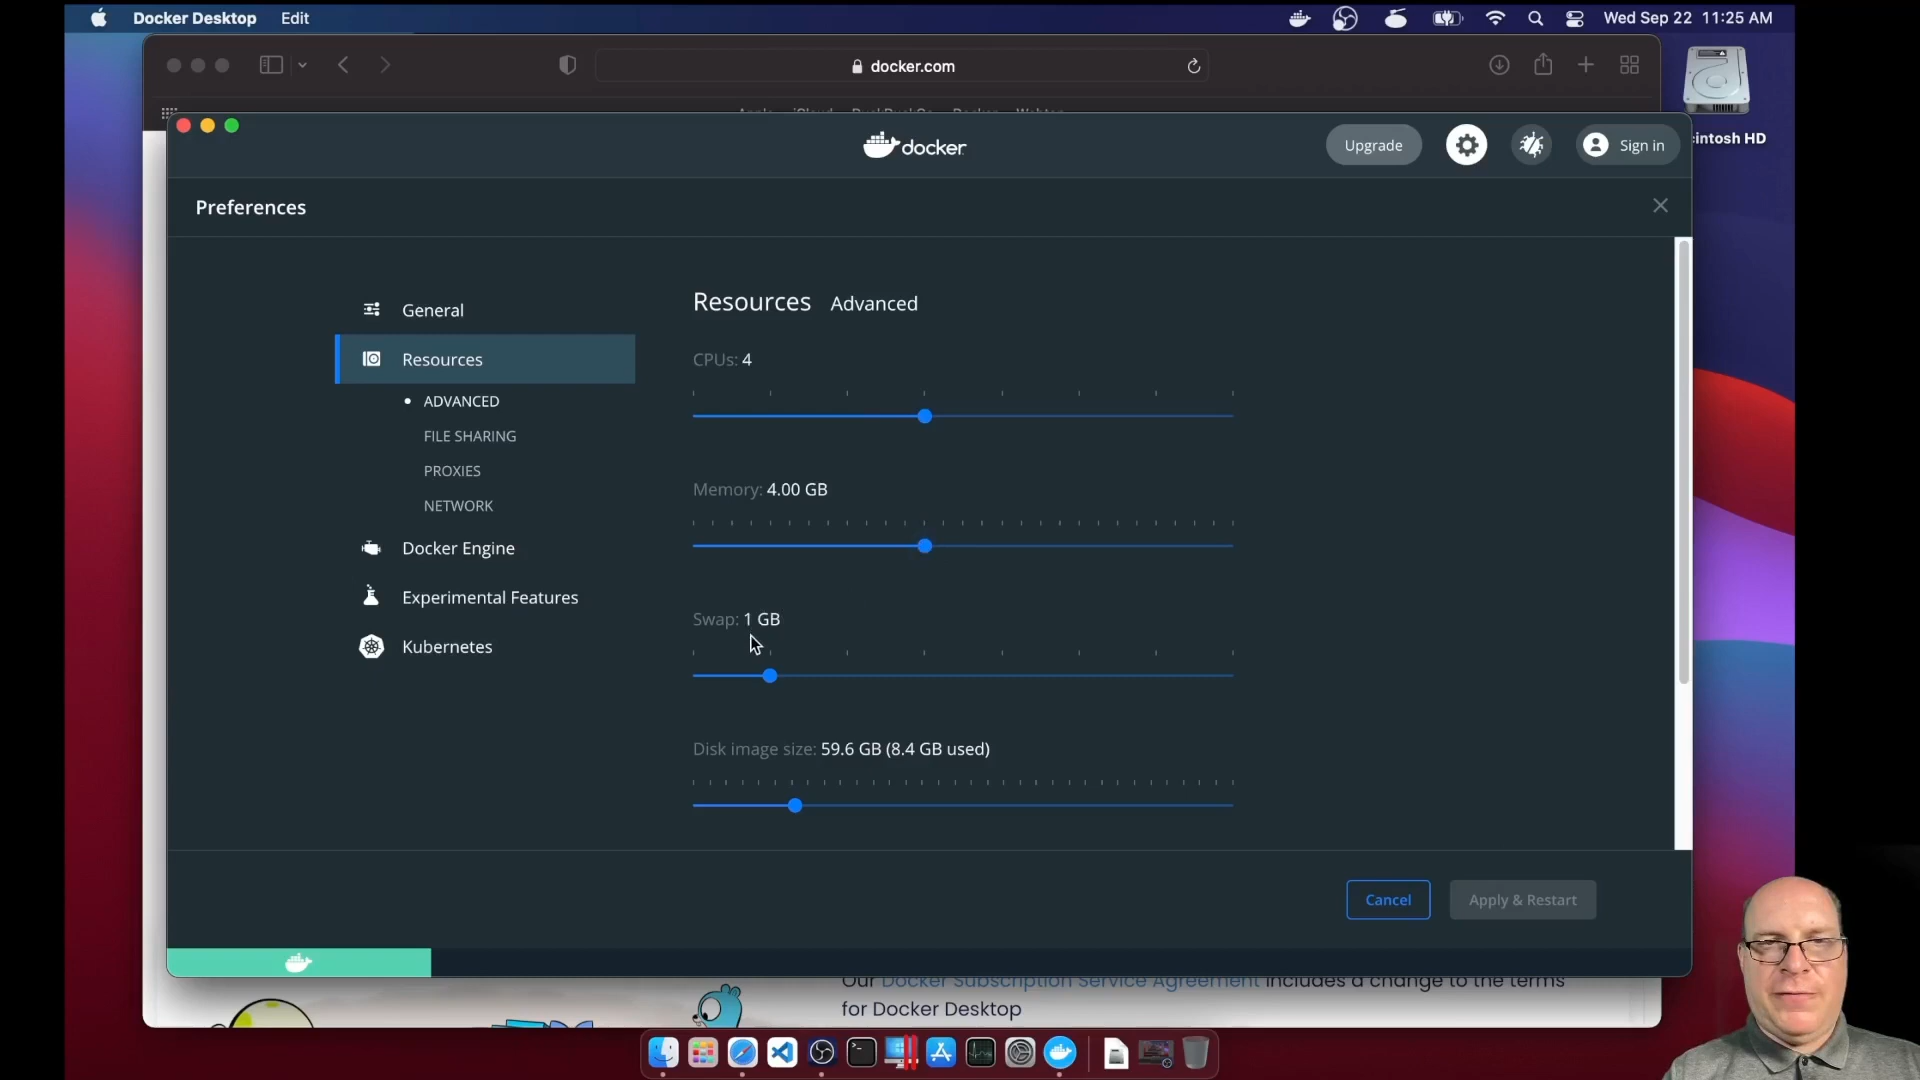 Docker Desktop Edit
Wed Sep 22 11:25 AM
docker.com
docker
Upgrade
Sign in
intosh HD
Preferences
General
Resources
ADVANCED
FILE SHARING
PROXIES
NETWORK
Docker Engine
Experimental Features
Kubernetes
Resources Advanced
CPUs: 4
Memory: 4.00 GB
Swap: 1 GB
Disk image size: 59.6 GB (8.4 GB used)
Cancel
Apply & Restart
Our Docker Subscription Service Agreement includes a change to the terms
for Docker Desktop